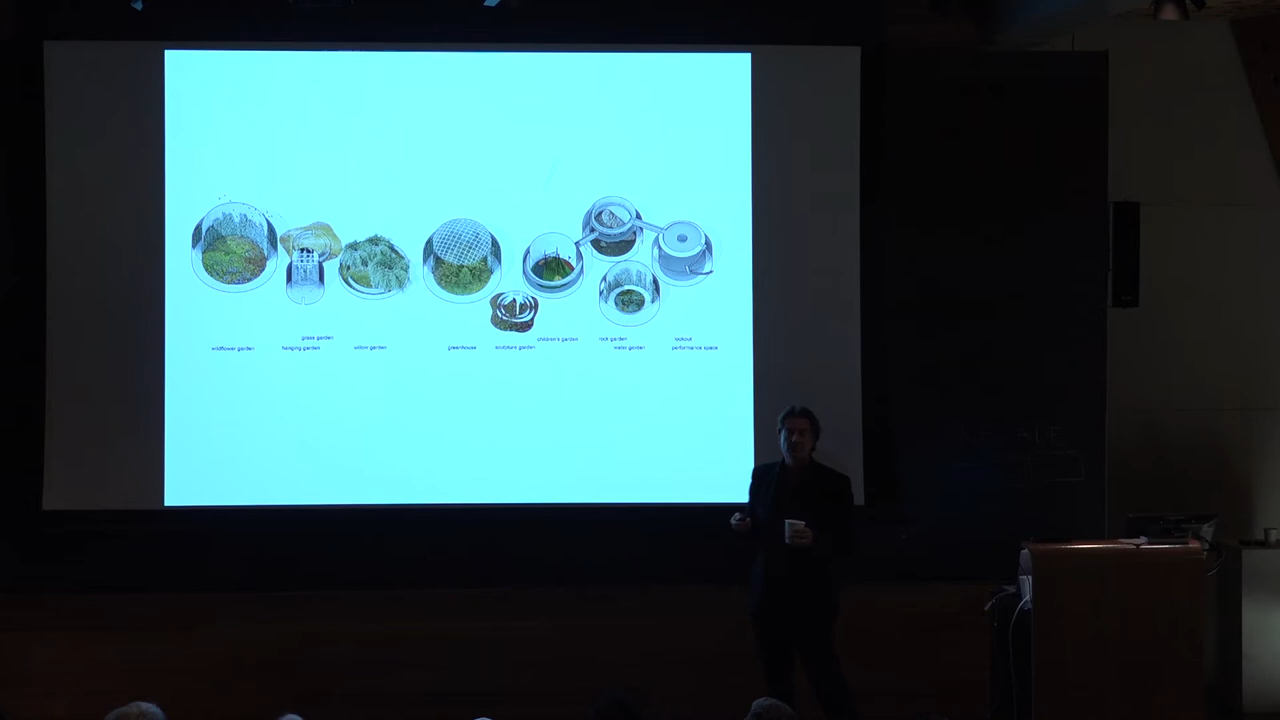 grass garden
children's garden
rock garden
lookout
wildflower garden
hanging garden
willow garden
greenhouse
sculpture garden
water garden
performance space